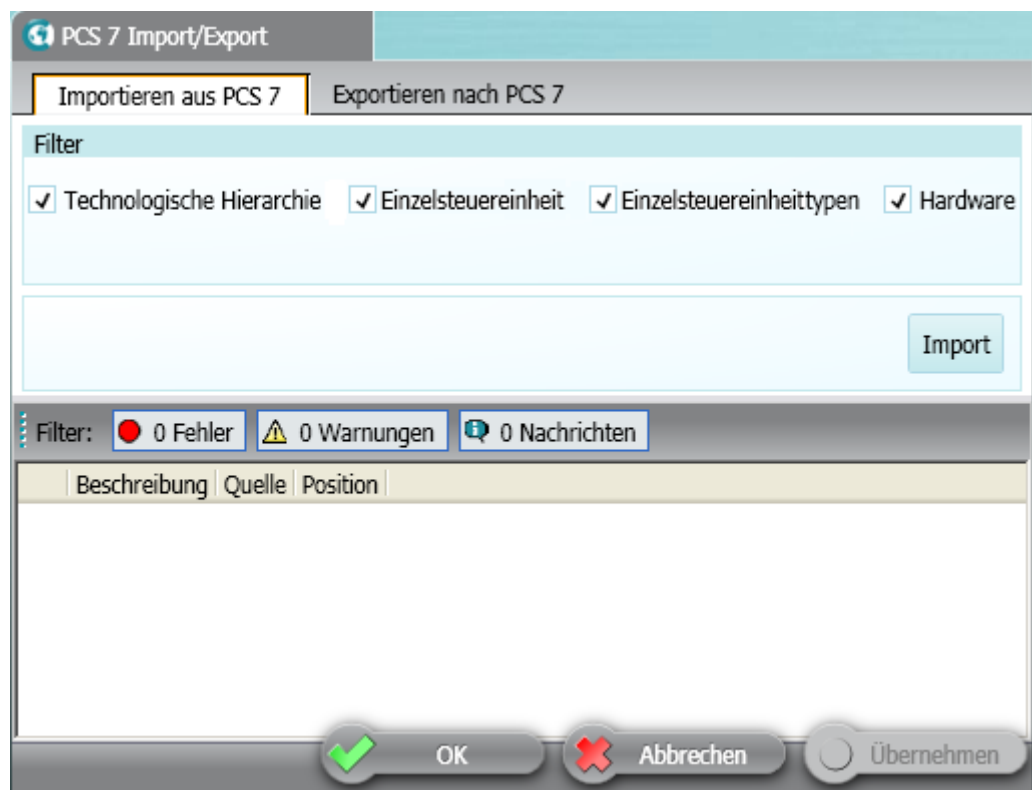 PCS 7 Import/Export
Importieren aus PCS 7 Exportieren nach PCS 7
Filter
Technologische Hierarchie Einzelsteuereinheit Einzelsteuereinheittypen Hardware
Import
Filter: 0 Fehler 0 Warnungen 0 Nachrichten
Beschreibung Quelle Position
OK Abbrechen Übernehmen